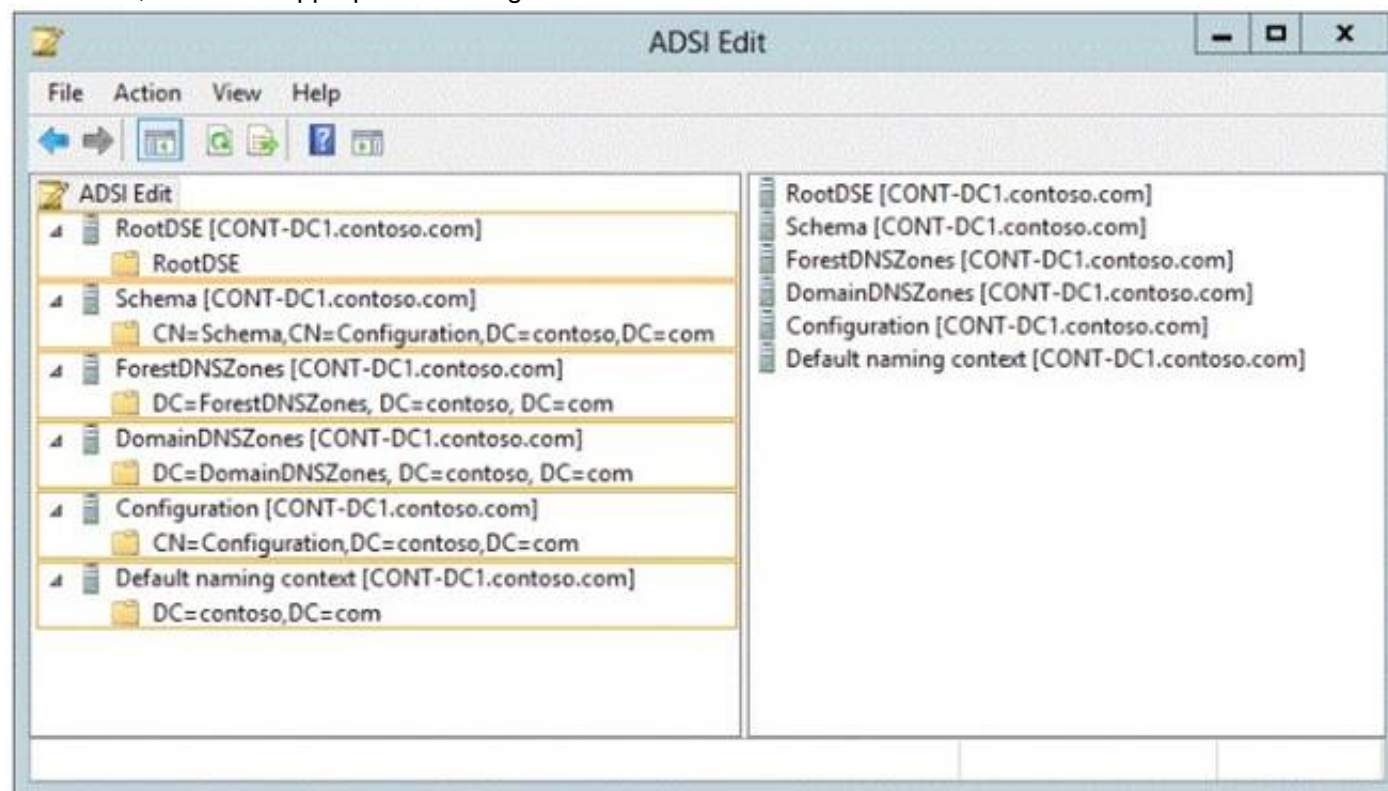 ADSI Edit
File Action View Help
ADSI Edit
RootDSE [CONT-DC1.contoso.com]
RootDSE
Schema [CONT-DC1.contoso.com]
CN=Schema,CN=Configuration,DC=contoso,DC=com
ForestDNSZones [CONT-DC1.contoso.com]
DC=ForestDNSZones, DC=contoso, DC=com
DomainDNSZones [CONT-DC1.contoso.com]
DC=DomainDNSZones, DC=contoso, DC=com
Configuration [CONT-DC1.contoso.com]
CN=Configuration,DC=contoso,DC=com
Default naming context [CONT-DC1.contoso.com]
DC=contoso,DC=com
RootDSE [CONT-DC1.contoso.com]
Schema [CONT-DC1.contoso.com]
ForestDNSZones [CONT-DC1.contoso.com]
DomainDNSZones [CONT-DC1.contoso.com]
Configuration [CONT-DC1.contoso.com]
Default naming context [CONT-DC1.contoso.com]